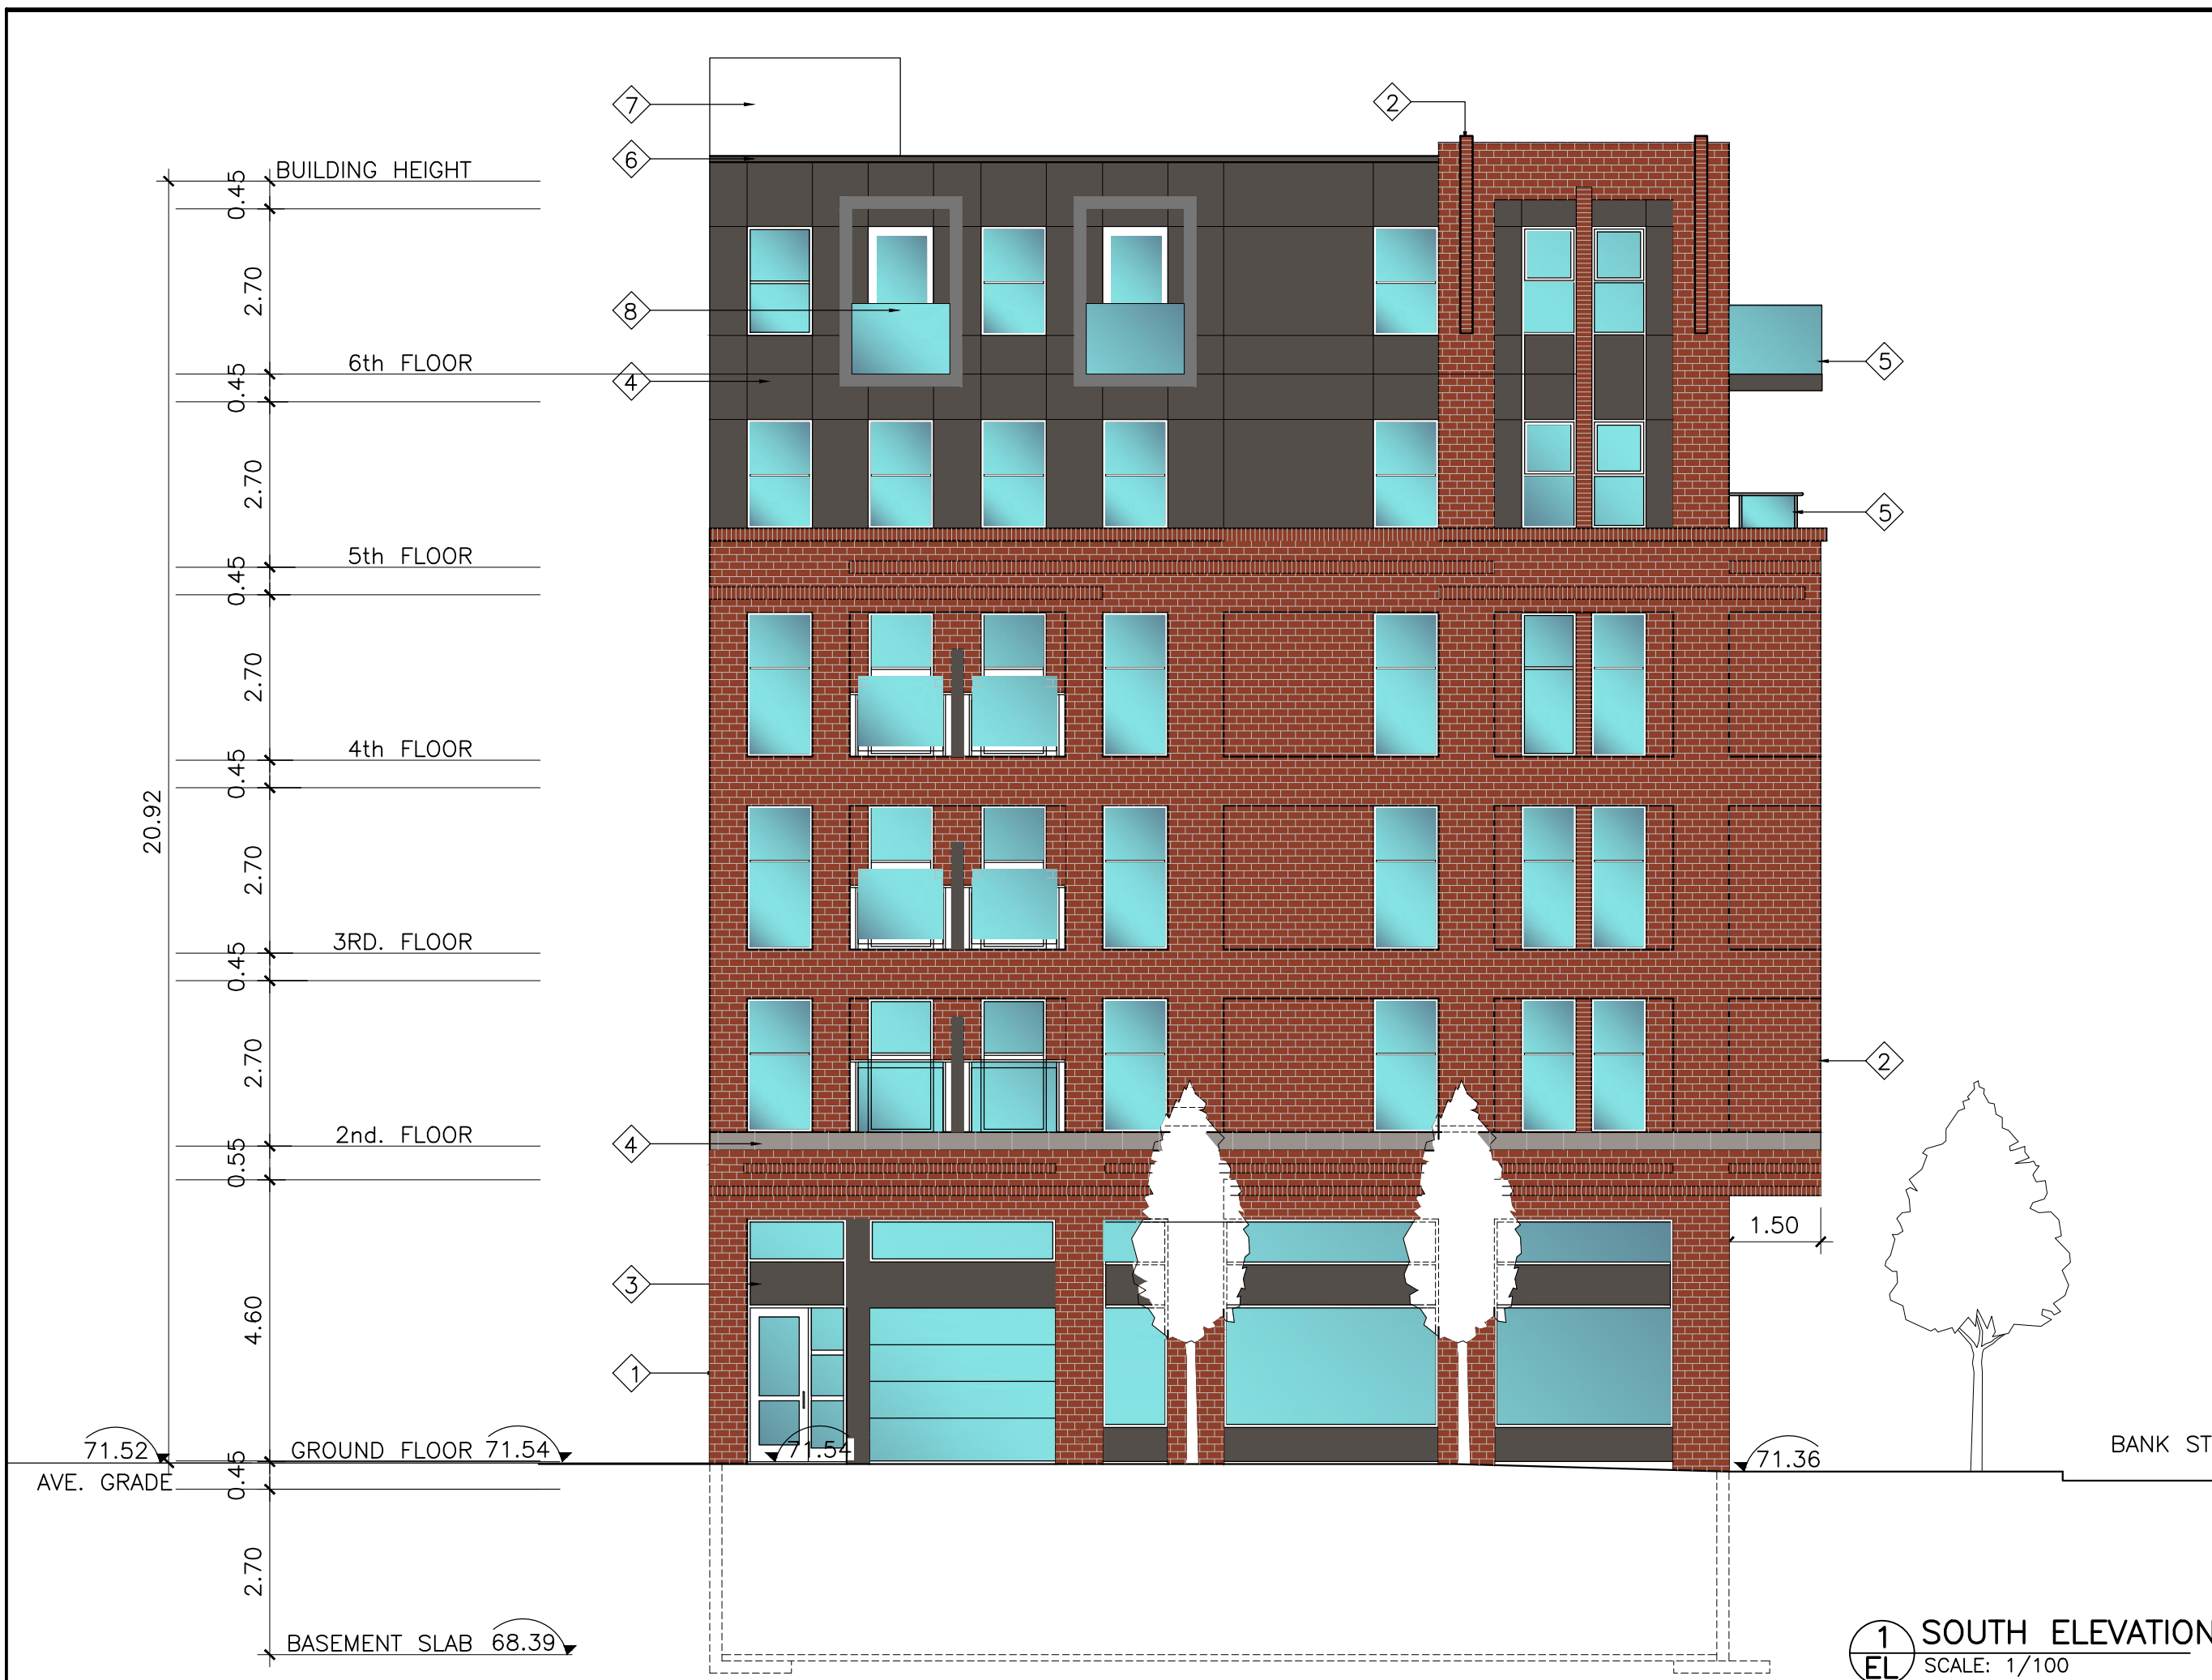 7
2
6
BUILDING HEIGHT
0.45
2.70
8
6th FLOOR
5
4
0.45
2.70
5
5th FLOOR
0.45
2.70
4th FLOOR
0.45
20.92
2.70
3RD. FLOOR
0.45
2.70
2
2nd. FLOOR
4
0.55
1.50
3
4.60
1
71.52
GROUND FLOOR 71.54
71.54
71.36
BANK ST
AVE. GRADE
0.45
2.70
BASEMENT SLAB 68.39
1
EL
SOUTH ELEVATION
SCALE: 1/100